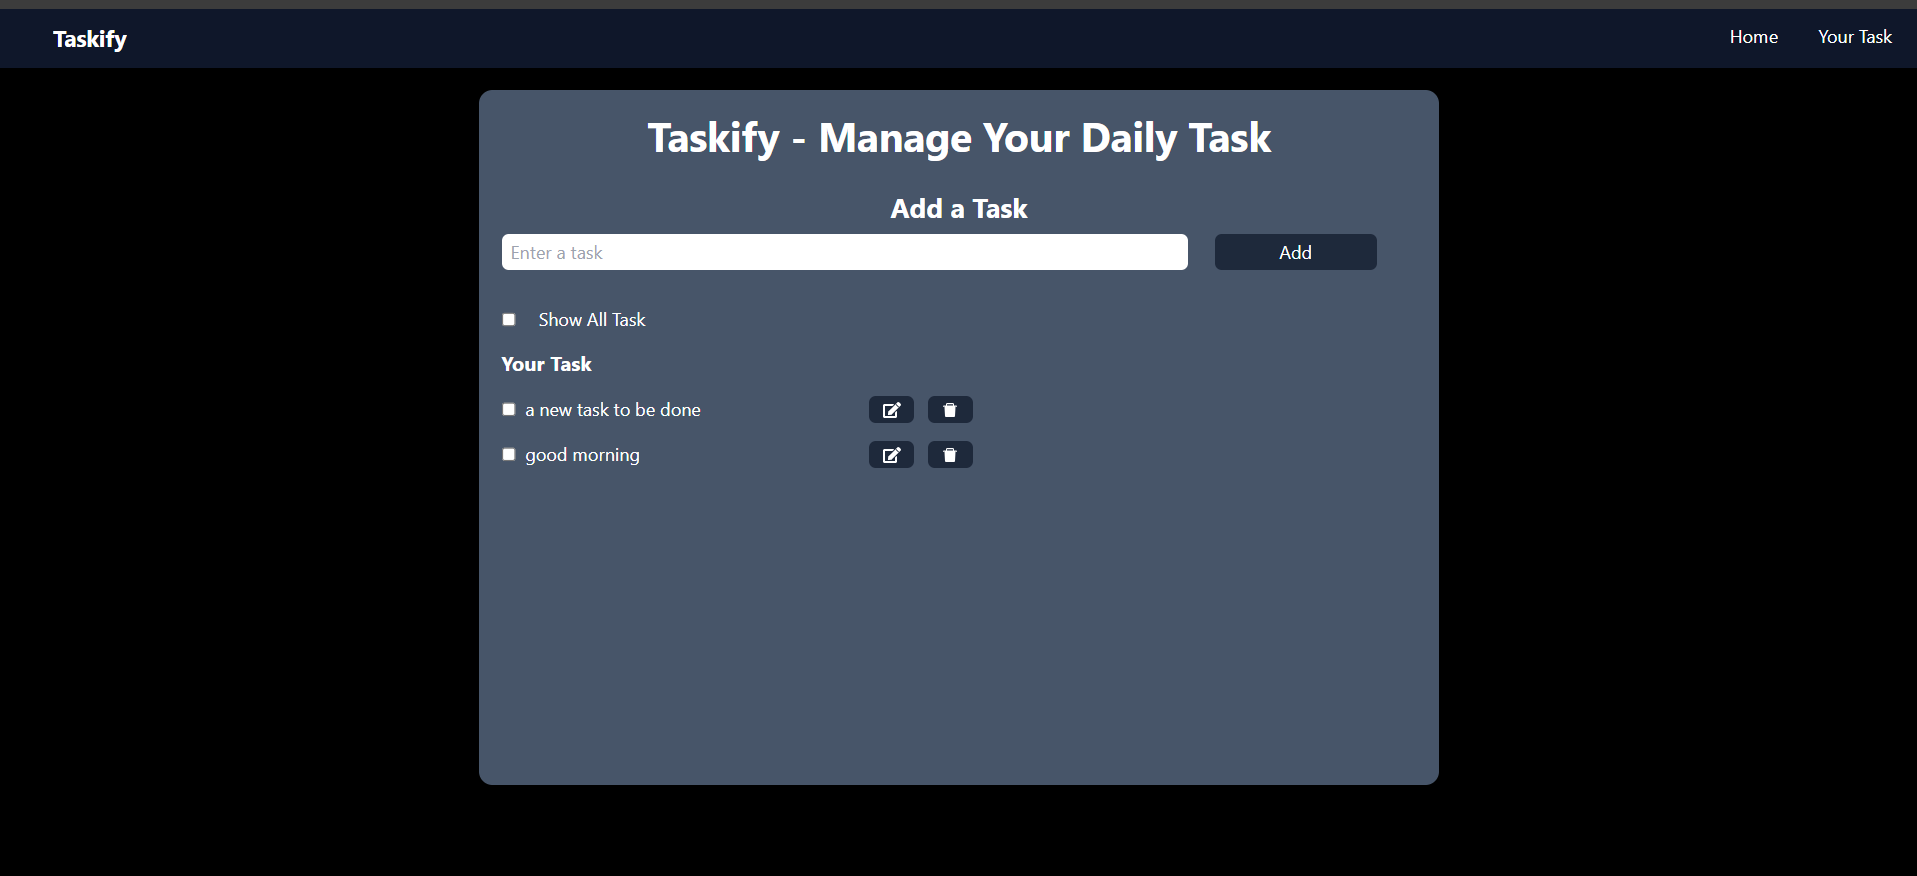 Taskify
Home
Your Task
Taskify - Manage Your Daily Task
Add a Task
Enter a task
Add
Show All Task
Your Task
a new task to be done
good morning